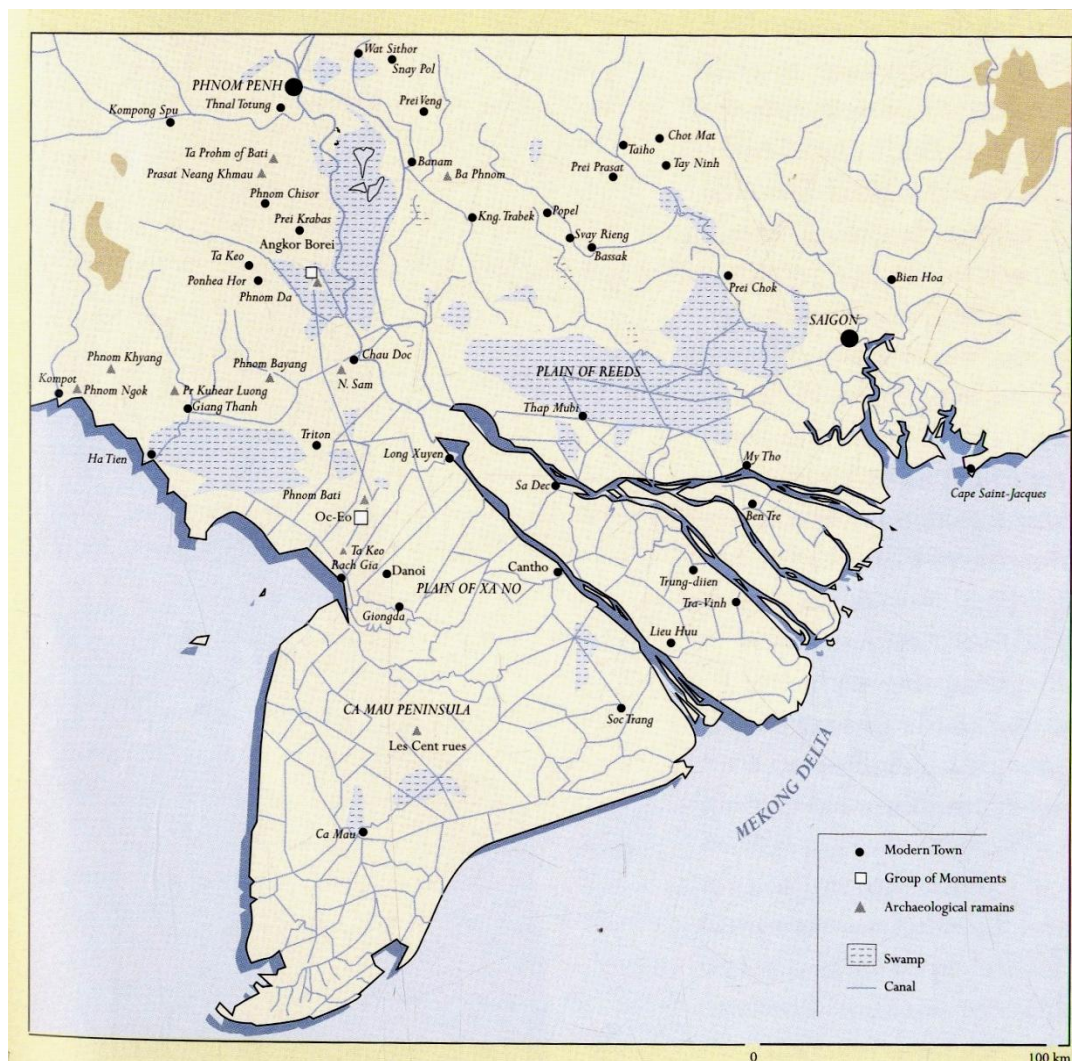 Wat Sithor
Snay Pol
PHNOM PENH
Thnal Totung
Prei Veng
Kompong Spu
Chot Mat
Taiho
Ta Prohm of Bati
Banam
Tay Ninh
Prasat Neang Khmau
Ba Phnom
Prei Prasat
Phnom Chisor
Prei Krabas
Kng. Trabek
Popel
Angkor Borei
Svay Rieng
Bassak
Ta Keo
Ponhea Hor
Phnom Da
Prei Chok
Bien Hoa
SAIGON
Phnom Khyang
Phnom Bayang
Chau Doc
Kompot
Phnom Ngok
Pr Kuhear Luong
N. Sam
PLAIN OF REEDS
Giang Thanh
Thap Mubi
Triton
Ha Tien
Long Xuyen
My Tho
Sa Dec
Cape Saint-Jacques
Phnom Bati
Ben Tre
Oc-Eo
Ta Keo
Rach Gia
Danoi
Cantho
PLAIN OF XA NO
Trung-diien
Giongda
Tra-Vinh
Lieu Huu
CA MAU PENINSULA
Soc Trang
Les Cent rues
MEKONG DELTA
Ca Mau
Modern Town
Group of Monuments
Archaeological ramains
Swamp
Canal
0 100 km